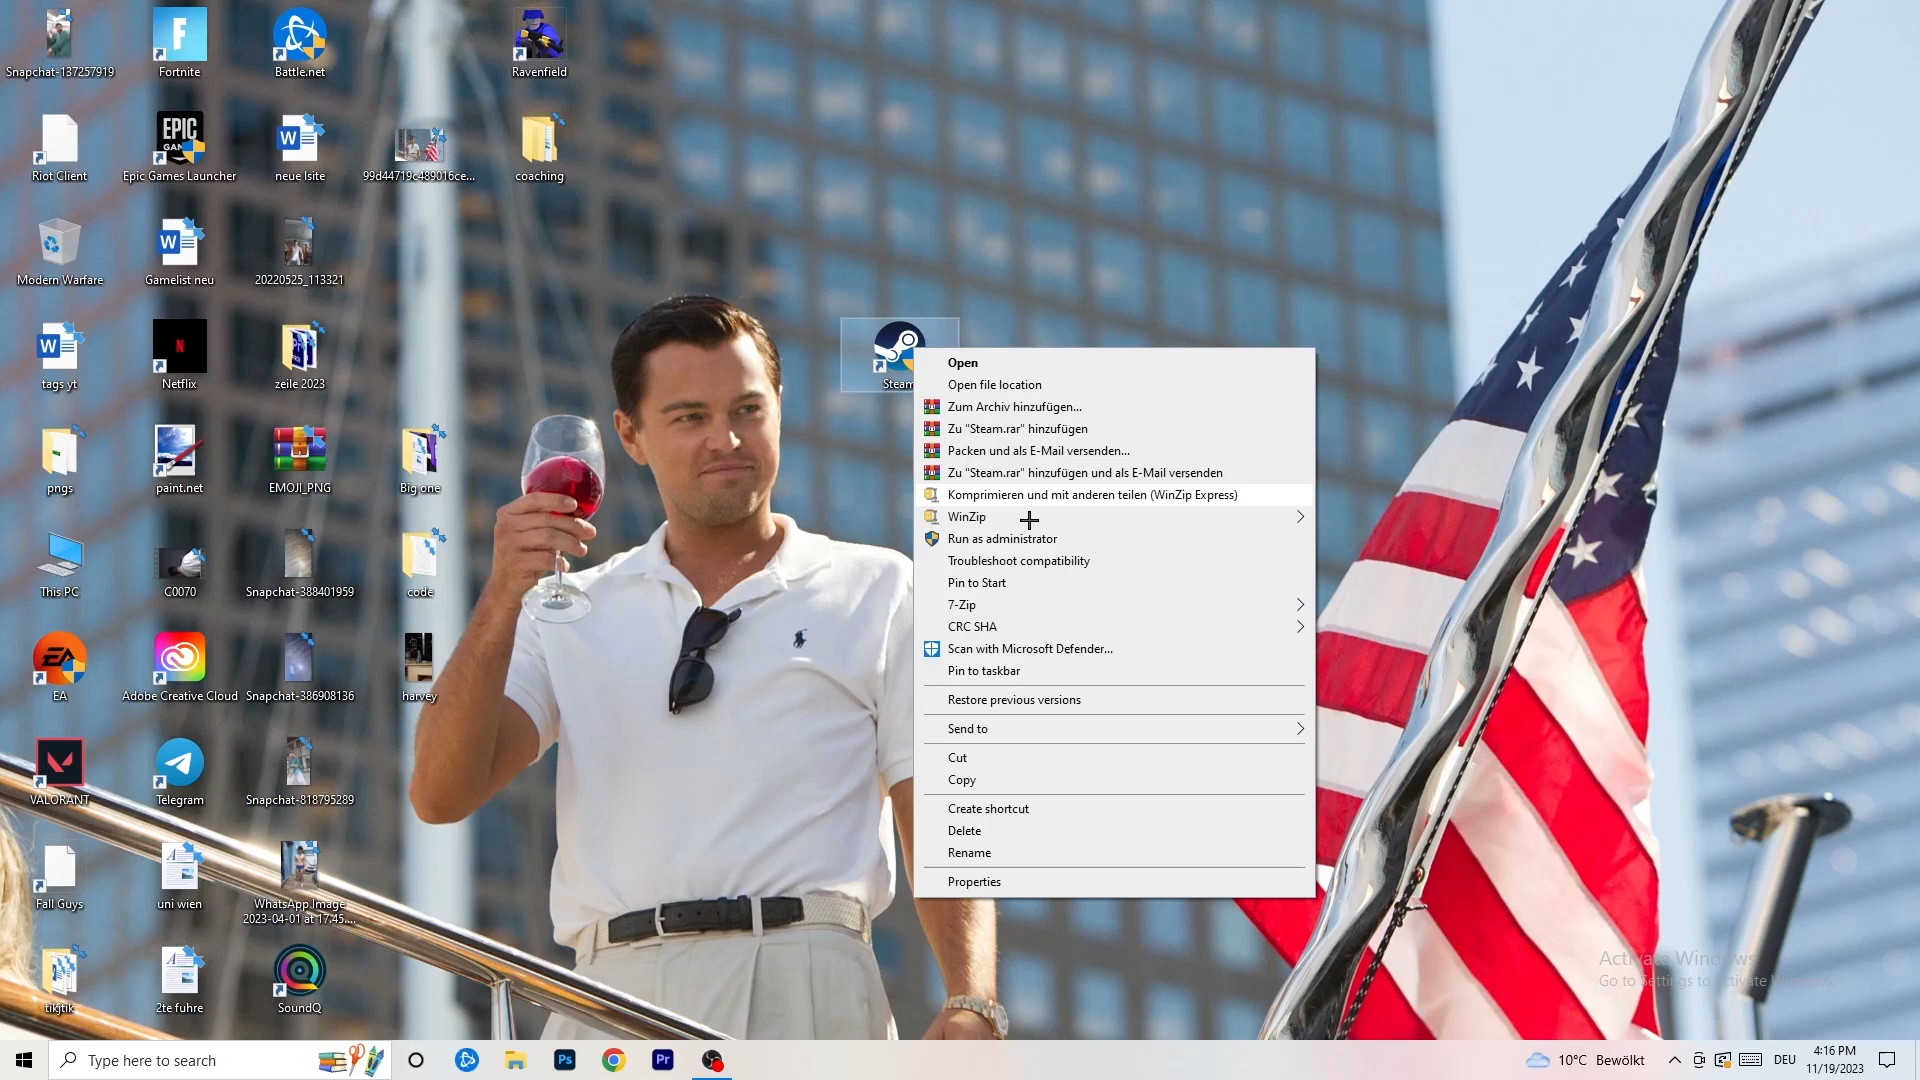 Snapchat-137257919
Fortnite
Battle.net
Ravenfield
Riot Client
EPIC
Epic Games Launcher
neue lsite
99d44719c489016ce...
coaching
Modern Warfare
Gamelist neu
20220525_113321
tags yt
Netflix
zeile 2023
Steam
pngs
paint.net
EMOJI_PNG
Big one
This PC
C0070
Snapchat-388401959
code
EA
Adobe Creative Cloud
Snapchat-386908136
harvey
VALORANT
Telegram
Snapchat-818795289
Fall Guys
uni wien
WhatsApp Image
2023-04-01 at 17.45....
tikjtik
2te fuhre
SoundQ
Open
Open file location
Zum Archiv hinzufügen...
Zu "Steam.rar" hinzufügen
Packen und als E-Mail versenden...
Zu "Steam.rar" hinzufügen und als E-Mail versenden
Komprimieren und mit anderen teilen (WinZip Express)
WinZip
Run as administrator
Troubleshoot compatibility
Pin to Start
7-Zip
CRC SHA
Scan with Microsoft Defender...
Pin to taskbar
Restore previous versions
Send to
Cut
Copy
Create shortcut
Delete
Rename
Properties
Activate Windows
Go to Settings to activate Windows.
Type here to search
Ps
Pr
10°C Bewölkt
DEU
4:16 PM
11/19/2023